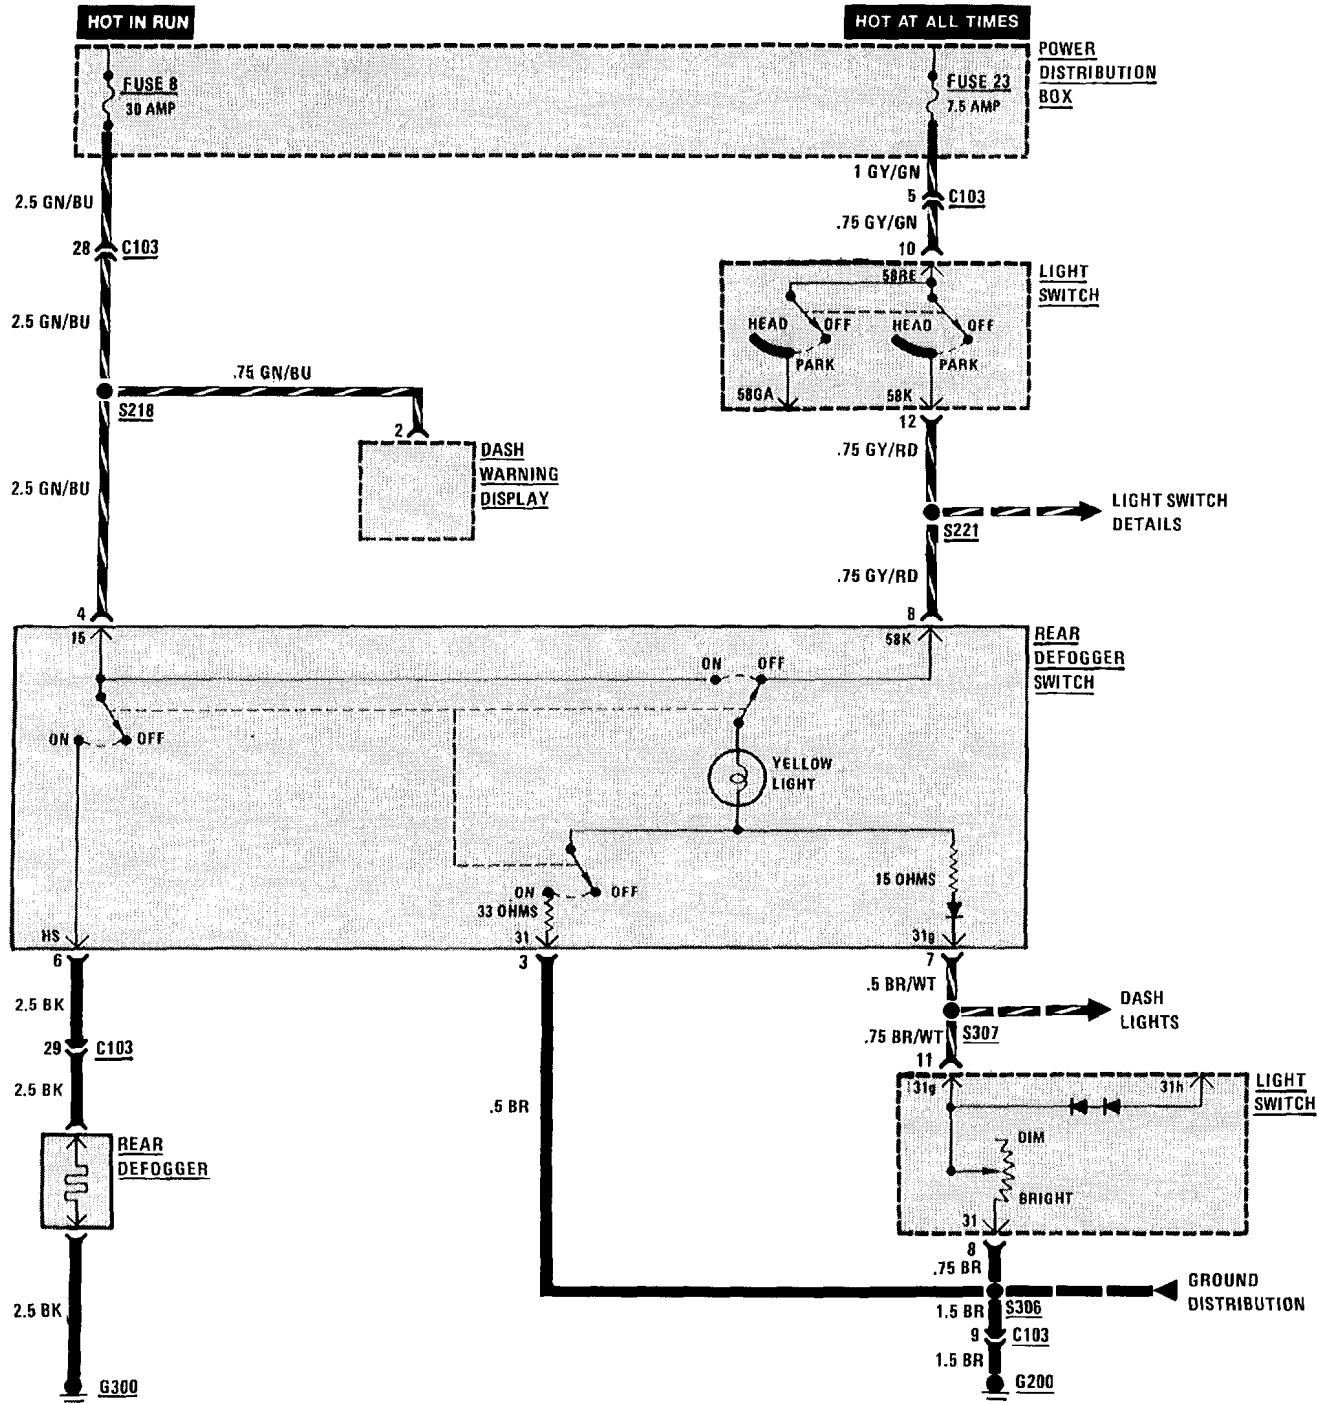 HOT IN RUN
HOT AT ALL TIMES
POWER
DISTRIBUTION
BOX
FUSE 8
30 AMP
FUSE 23
7.5 AMP
1 GY/GN
2.5 GN/BU
5 C103
.75 GY/GN
28 C103
10
58RE
LIGHT
SWITCH
2.5 GN/BU
HEAD
OFF
HEAD
OFF
PARK
PARK
.75 GN/BU
58GA
58K
S218
12
2
DASH
WARNING
DISPLAY
.75 GY/RD
2.5 GN/BU
LIGHT SWITCH
DETAILS
S221
.75 GY/RD
4
8
15
58K
REAR
DEFOGGER
SWITCH
ON
OFF
ON
OFF
YELLOW
LIGHT
15 OHMS
ON
OFF
33 OHMS
HS
31
31g
6
3
7
.5 BR/WT
2.5 BK
DASH
LIGHTS
.75 BR/WT
S307
29 C103
11
31g
31h
LIGHT
SWITCH
2.5 BK
.5 BR
REAR
DEFOGGER
DIM
BRIGHT
31
8
.75 BR
GROUND
DISTRIBUTION
2.5 BK
1.5 BR
S306
9 C103
1.5 BR
G300
G200